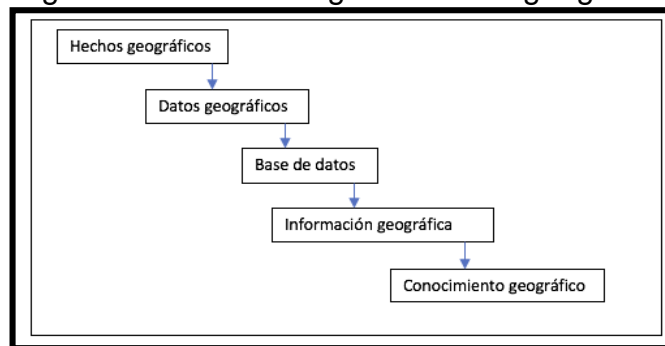 Hechos geográficos
Datos geográficos
Base de datos
Información geográfica
Conocimiento geográfico